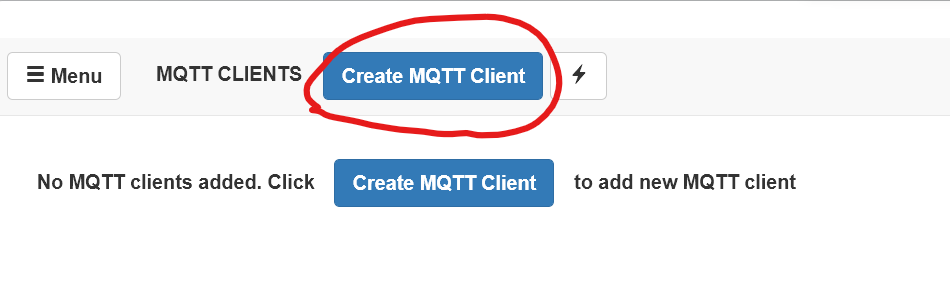 Menu MQTT CLIENTS Create MQTT Client
No MQTT clients added. Click Create MQTT Client to add new MQTT client